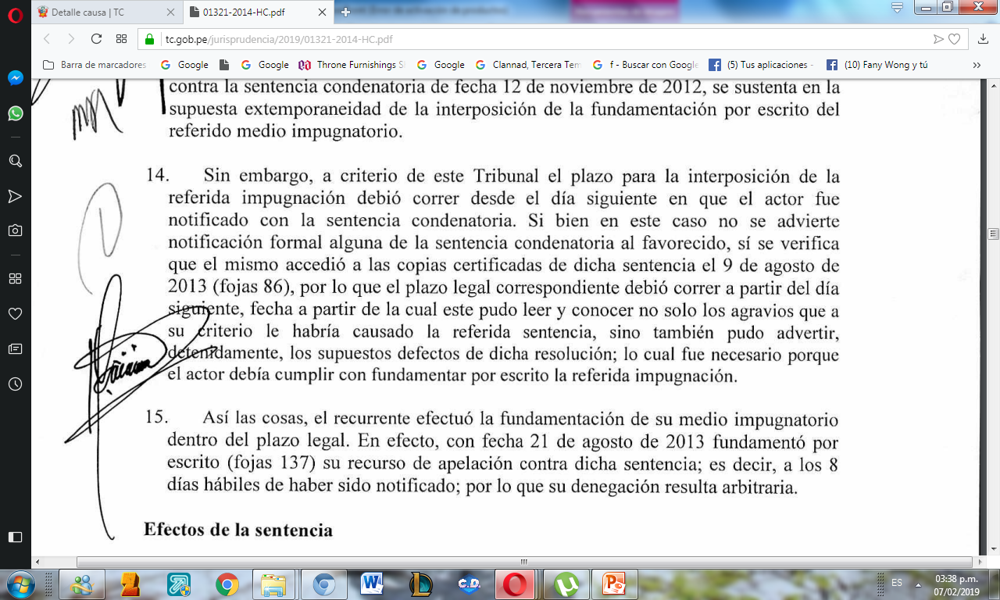 Detalle causa | TC
01321-2014-HC.pdf
tc.gob.pe/jurisprudencia/2019/01321-2014-HC.pdf
Barra de marcadores
Google
Google
Throne Furnishings S
Google
Clannad, Tercera Tem
f - Buscar con Google
(5) Tus aplicaciones -
(10) Fany Wong y tú
contra la sentencia condenatoria de fecha 12 de noviembre de 2012, se sustenta en la
supuesta extemporaneidad de la interposición de la fundamentación por escrito del
referido medio impugnatorio.
14. Sin embargo, a criterio de este Tribunal el plazo para la interposición de la
referida impugnación debió correr desde el día siguiente en que el actor fue
notificado con la sentencia condenatoria. Si bien en este caso no se advierte
notificación formal alguna de la sentencia condenatoria al favorecido, sí se verifica
que el mismo accedió a las copias certificadas de dicha sentencia el 9 de agosto de
2013 (fojas 86), por lo que el plazo legal correspondiente debió correr a partir del día
siguiente, fecha a partir de la cual este pudo leer y conocer no solo los agravios que a
su criterio le habría causado la referida sentencia, sino también pudo advertir,
detenidamente, los supuestos defectos de dicha resolución; lo cual fue necesario porque
el actor debía cumplir con fundamentar por escrito la referida impugnación.
15. Así las cosas, el recurrente efectuó la fundamentación de su medio impugnatorio
dentro del plazo legal. En efecto, con fecha 21 de agosto de 2013 fundamentó por
escrito (fojas 137) su recurso de apelación contra dicha sentencia; es decir, a los 8
días hábiles de haber sido notificado; por lo que su denegación resulta arbitraria.
Efectos de la sentencia
C.D.
ES
03:38 p.m.
07/02/2019